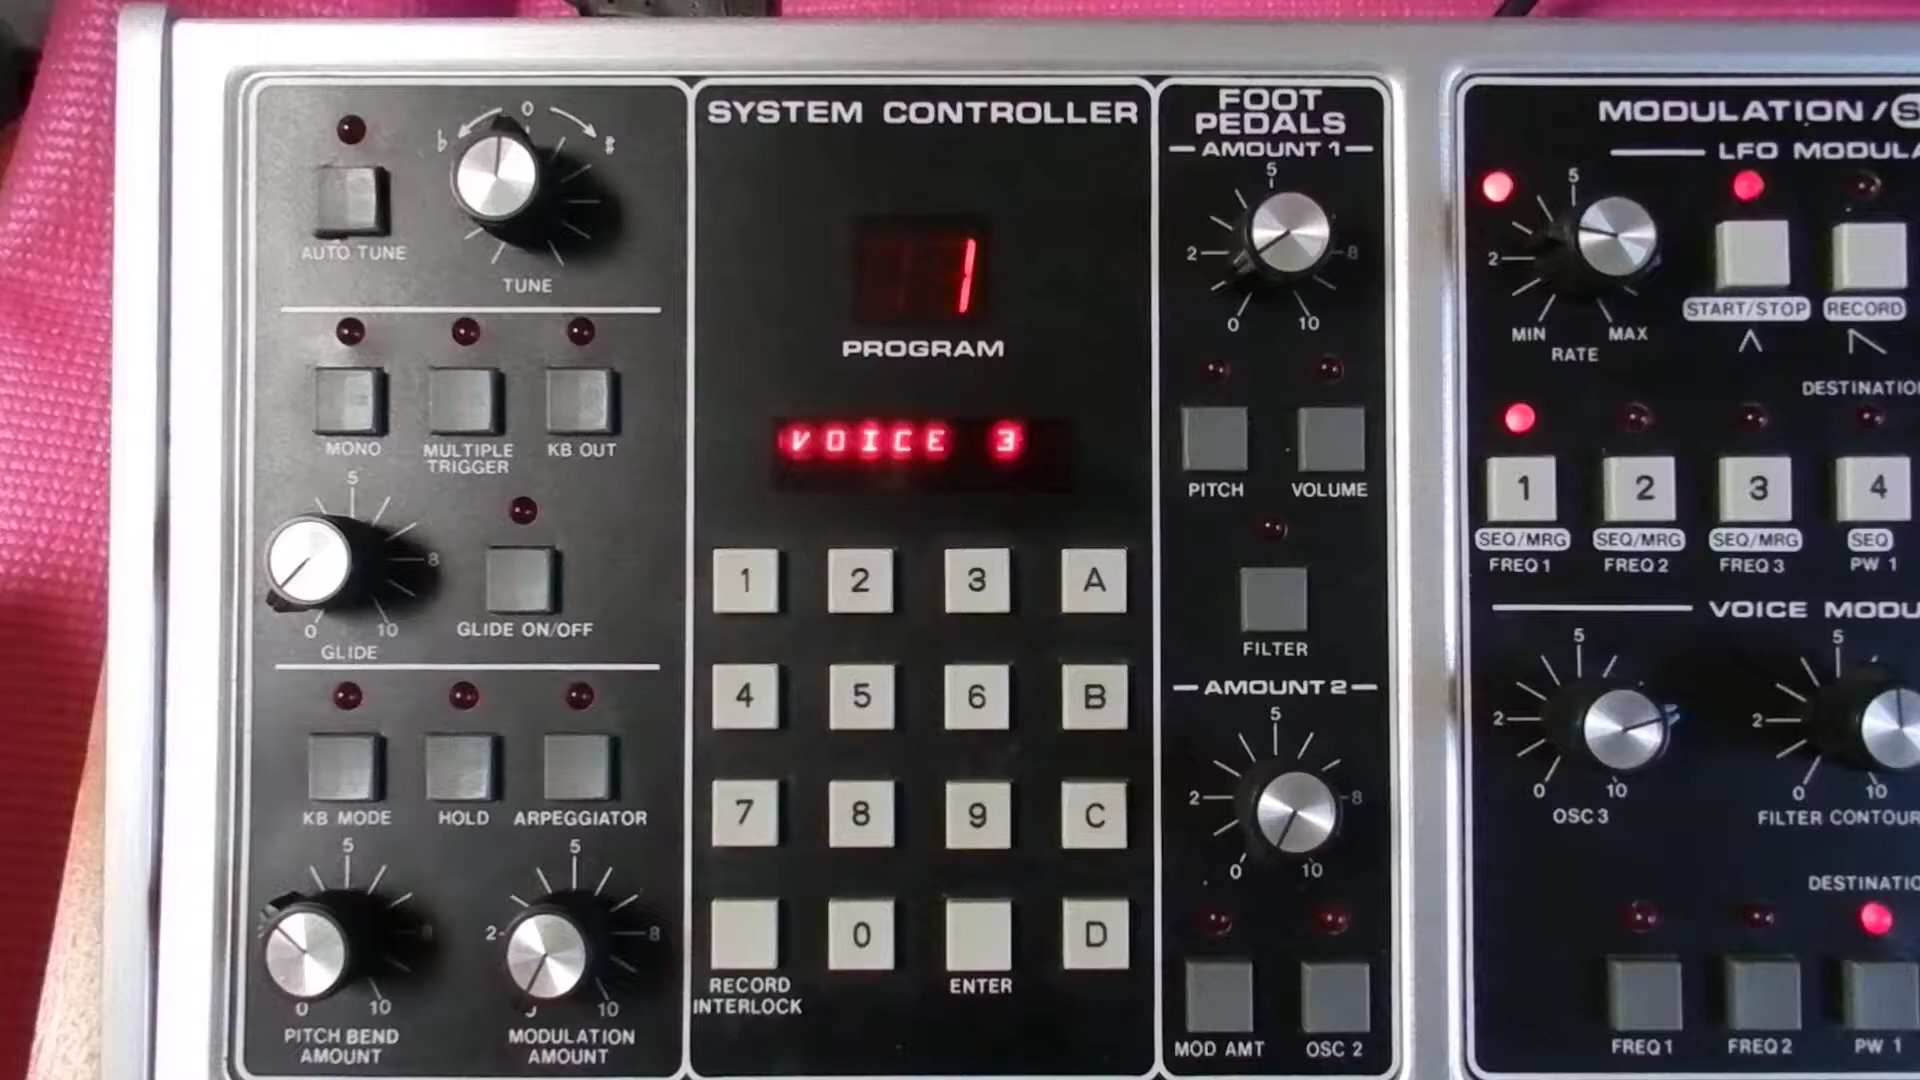 0
♭
AUTO TUNE
TUNE
MONO
MULTIPLE
TRIGGER
KB OUT
5
8
0
10
GLIDE
GLIDE ON/OFF
KB MODE
HOLD
ARPEGGIATOR
5
0
10
PITCH BEND
AMOUNT
5
2
8
10
MODULATION
AMOUNT
SYSTEM CONTROLLER
1
PROGRAM
VOICE 3
1 2 3 A
4 5 6 B
7 8 9 C
0 D
RECORD
INTERLOCK
ENTER
FOOT
PEDALS
AMOUNT 1
5
2
8
0
10
PITCH
VOLUME
FILTER
AMOUNT 2
5
2
8
0
10
MOD AMT
OSC 2
MODULATION / S
LFO MODULA
5
2
MIN
MAX
RATE
START/STOP
RECORD
DESTINATIO
1 2 3 4
SEQ/MRG SEQ/MRG SEQ/MRG SEQ
FREQ 1 FREQ 2 FREQ 3 PW 1
VOICE MODU
5
2
0
10
OSC 3
5
2
0
10
FILTER CONTOUR
DESTINATIO
FREQ 1 FREQ 2 PW 1